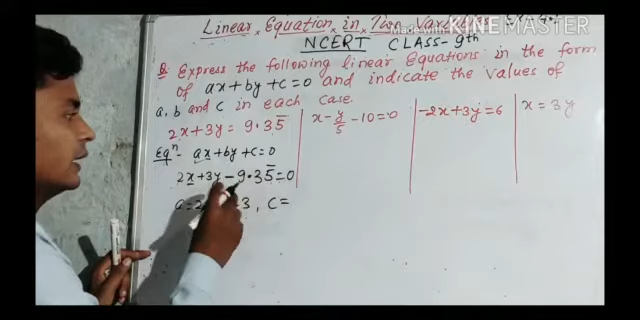 Linear Equation in Two Variables
Made with KINEMASTER
NCERT CLASS-9th
Q. Express the following linear Equations in the form
of ax+by+c=0 and indicate the values of
a, b and c in each case.
2x+3y = 9.35̅
x - y/5 - 10 = 0
-2x+3y = 6
x = 3y
Eqⁿ- ax+by+c=0
2x+3y-9.35̅=0
a=2 =3, c=